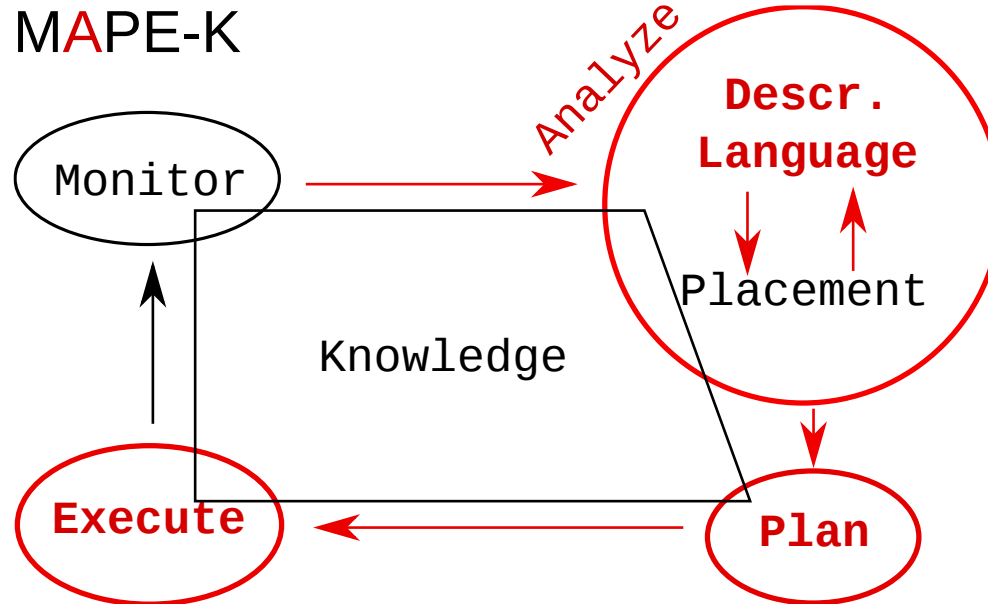 MAPE-K
Analyze
Descr.
Language
Monitor
Placement
Knowledge
Execute
Plan